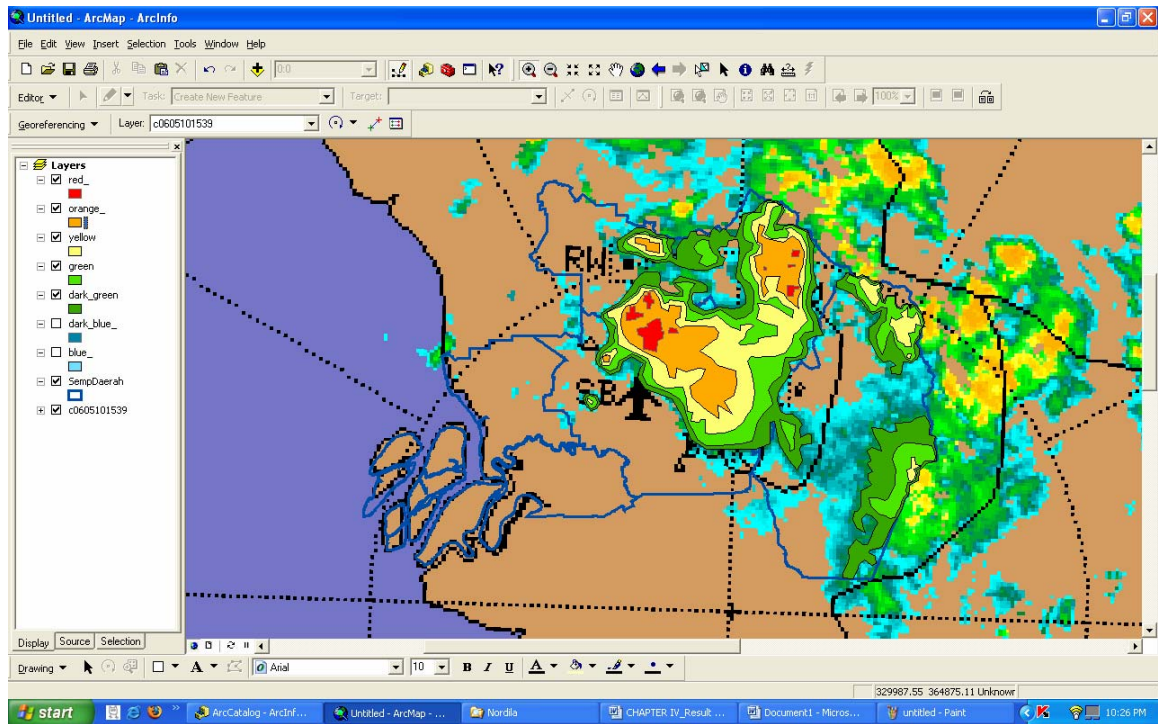 Untitled - ArcMap - ArcInfo
File Edit View Insert Selection Tools Window Help
0:0
Editor Task: Create New Feature Target: 100%
Georeferencing Layer: c0605101539
Layers
red_
orange_
yellow
green
dark_green
dark_blue_
blue_
SempDaerah
c0605101539
RW
SB
Display Source Selection
Drawing A Arial 10 B I U A
329987.55 364875.11 Unknown
start ArcCatalog - ArcInf... Untitled - ArcMap - ... Nordila CHAPTER IV_Result ... Document1 - Micros... untitled - Paint 10:26 PM